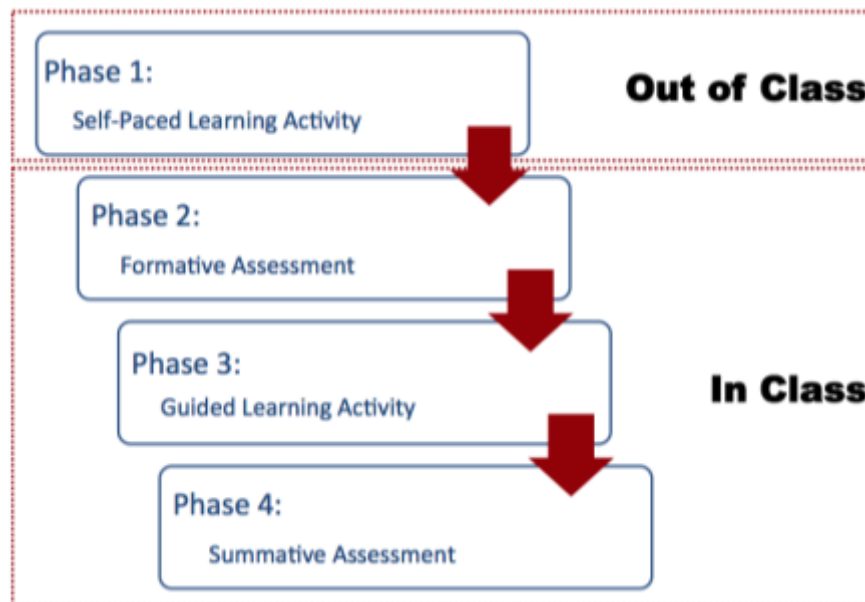 Phase 1:
Out of Class
Self-Paced Learning Activity
Phase 2:
Formative Assessment
Phase 3:
In Class
Guided Learning Activity
Phase 4:
Summative Assessment